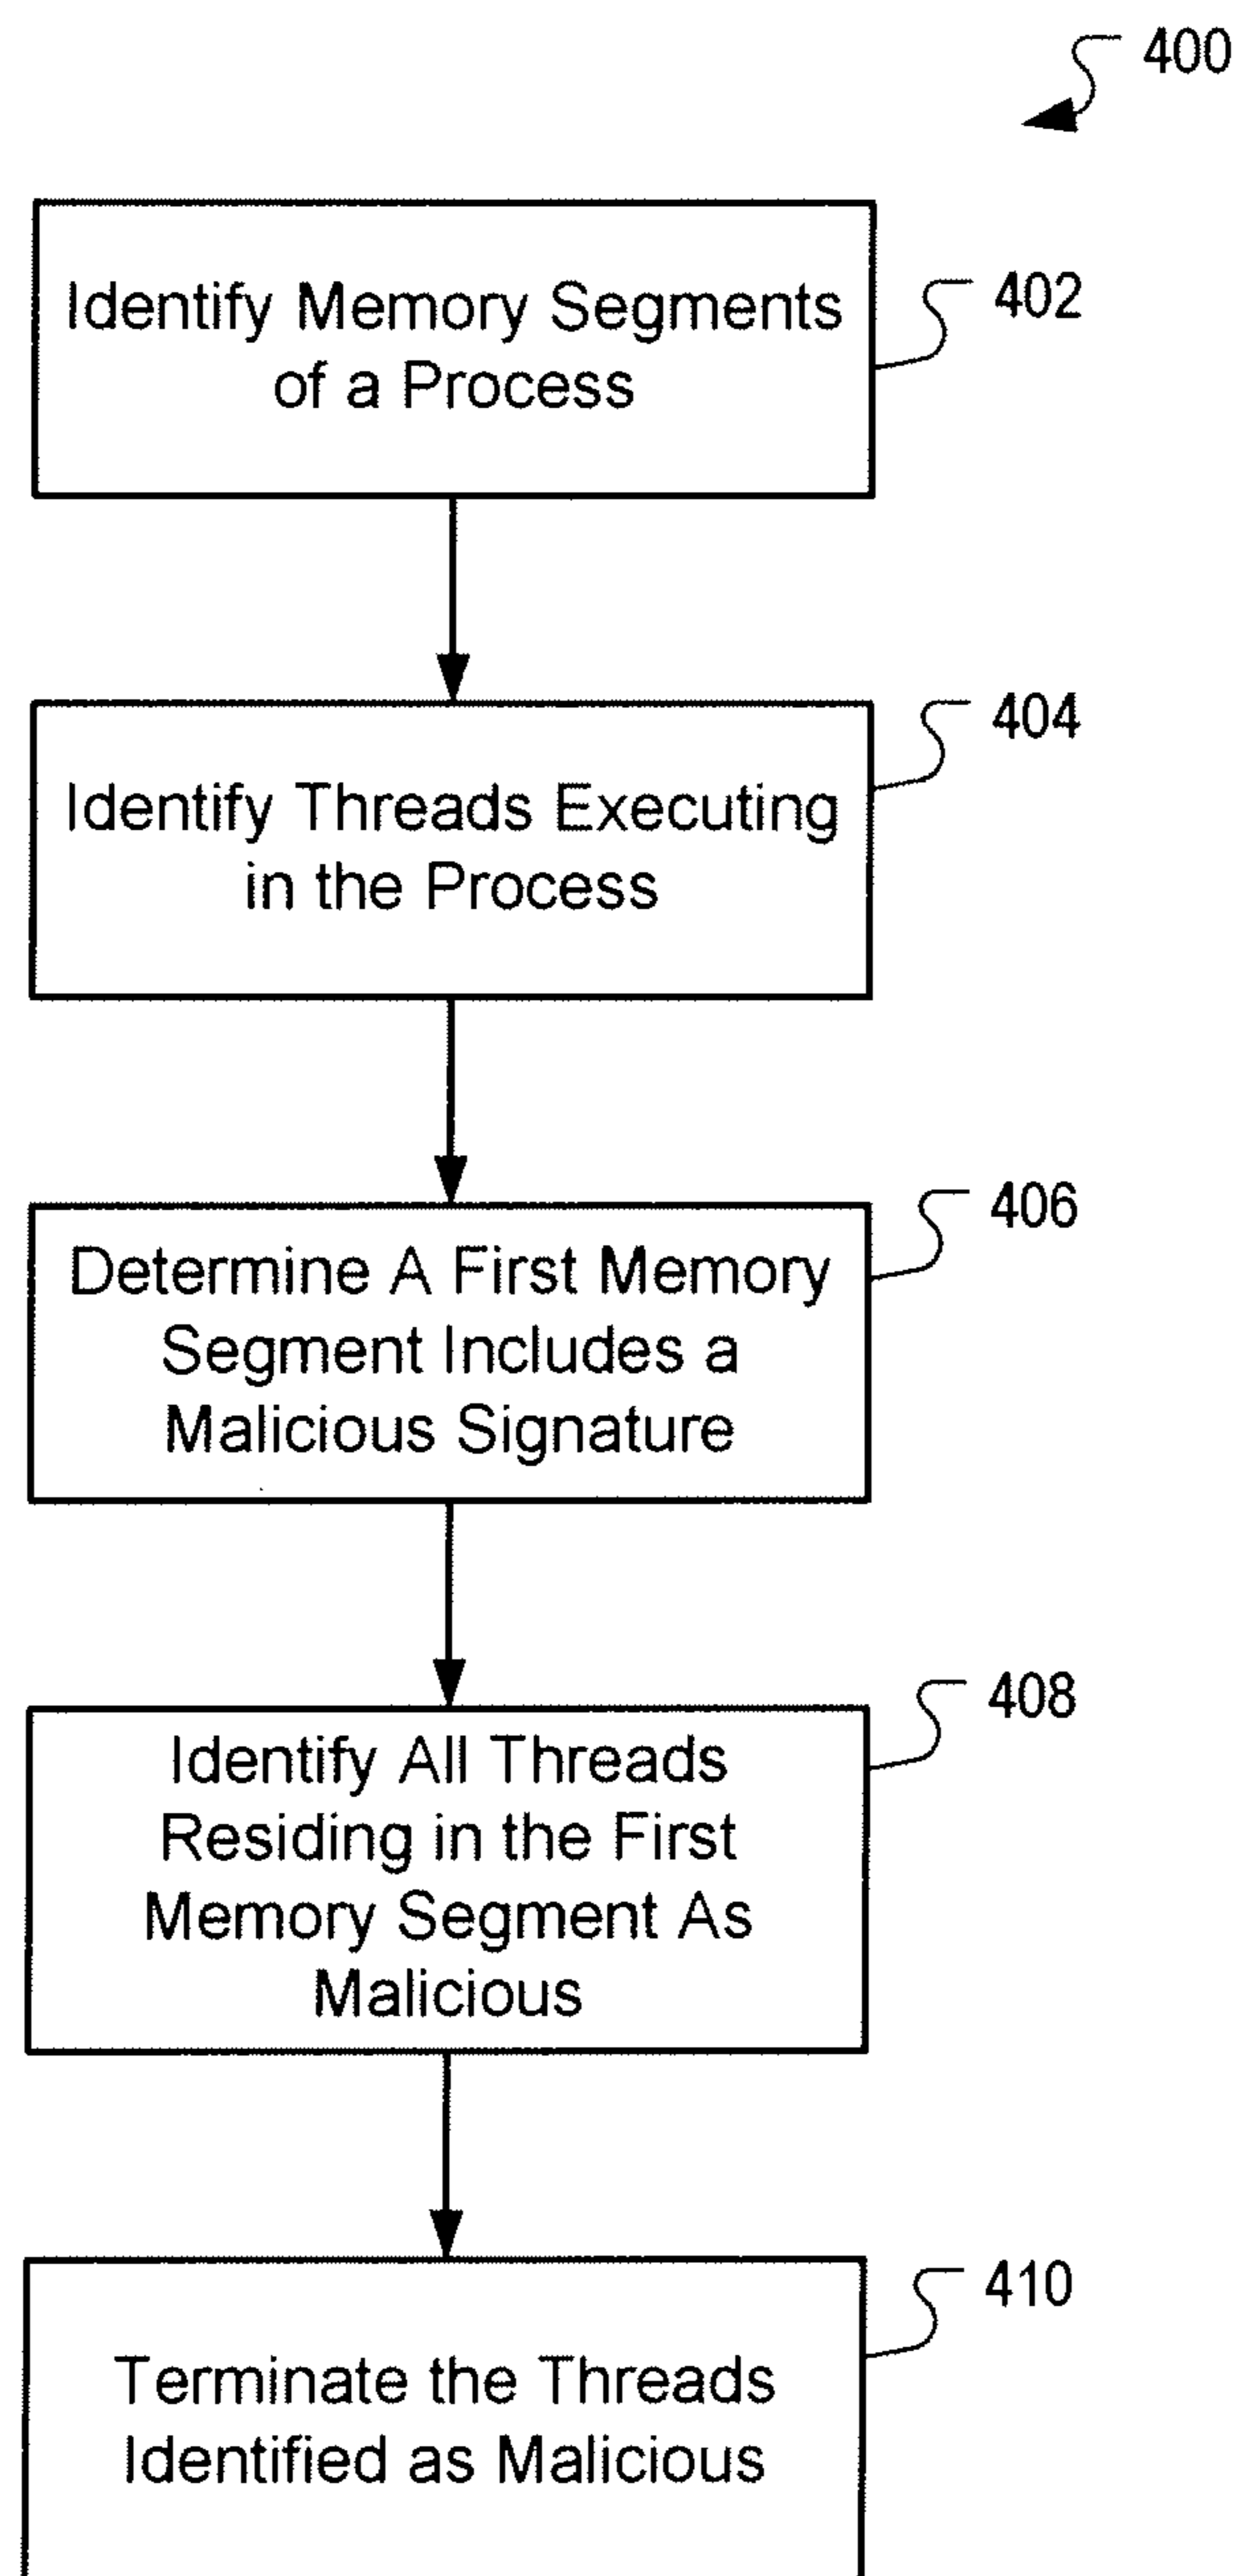 400
Identify Memory Segments
of a Process
402
Identify Threads Executing
in the Process
404
Determine A First Memory
Segment Includes a
Malicious Signature
406
Identify All Threads
Residing in the First
Memory Segment As
Malicious
408
Terminate the Threads
Identified as Malicious
410